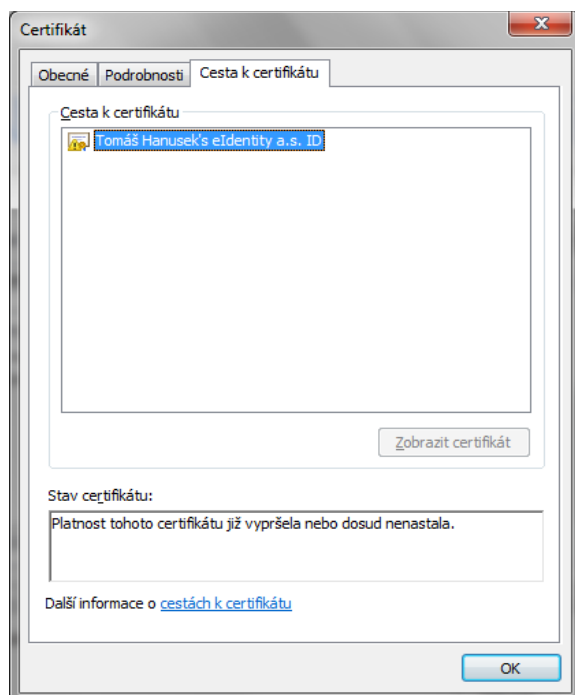 Certifikát
Obecné Podrobnosti Cesta k certifikátu
Cesta k certifikátu
Tomáš Hanusek's eIdentity a.s. ID
Zobrazit certifikát
Stav certifikátu:
Platnost tohoto certifikátu již vypršela nebo dosud nenastala.
Další informace o cestách k certifikátu
OK